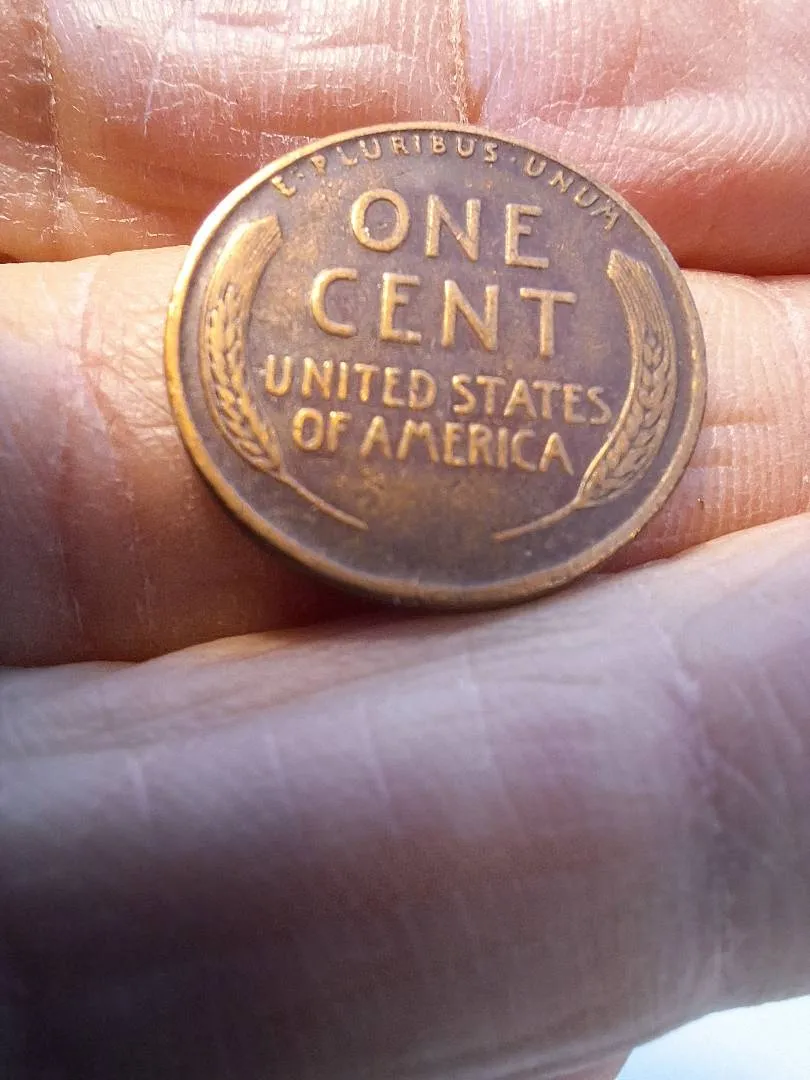 E·PLURIBUS·UNUM
ONE
CENT
UNITED STATES
OF AMERICA